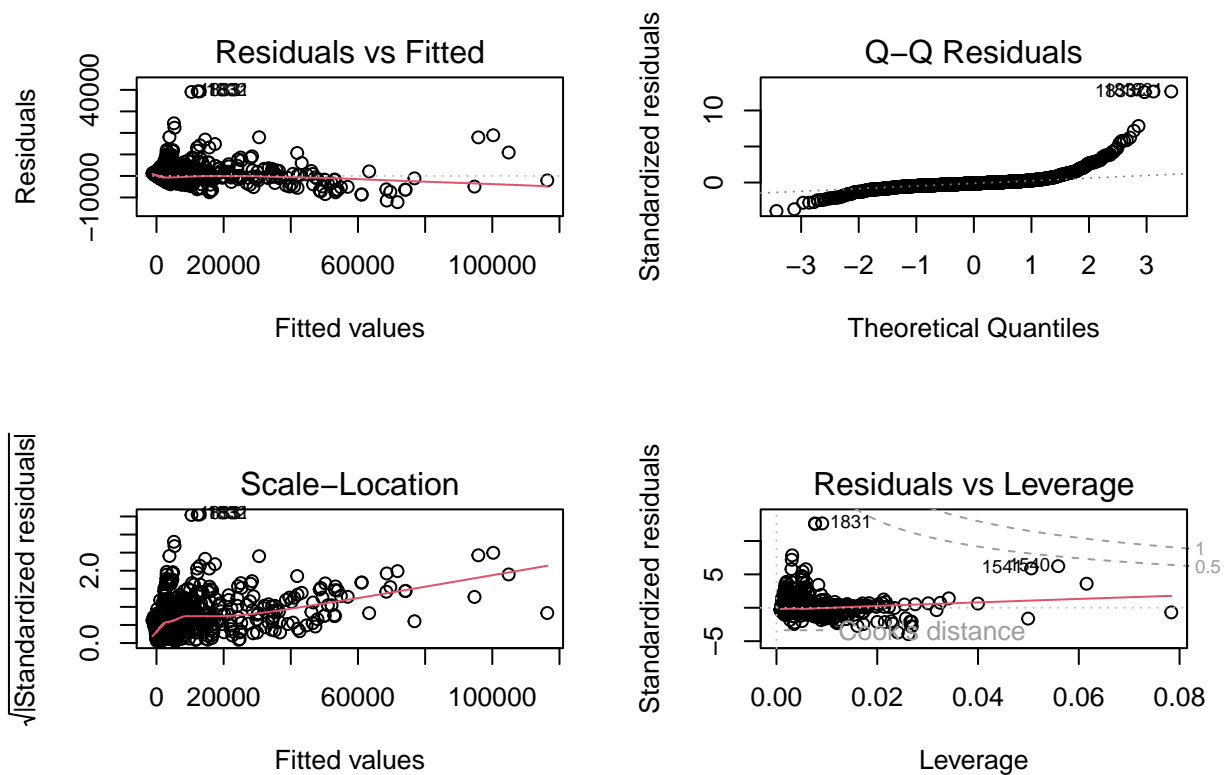 Residuals vs Fitted
Residuals
−10000
40000
0
20000
60000
100000
Fitted values
Q−Q Residuals
Standardized residuals
0
10
−3
−2
−1
0
1
2
3
Theoretical Quantiles
Scale−Location
√|Standardized residuals|
0.0
2.0
0
20000
60000
100000
Fitted values
Residuals vs Leverage
Standardized residuals
−5
5
1831
1540
1541
1
0.5
Cook's distance
0.00
0.02
0.04
0.06
0.08
Leverage